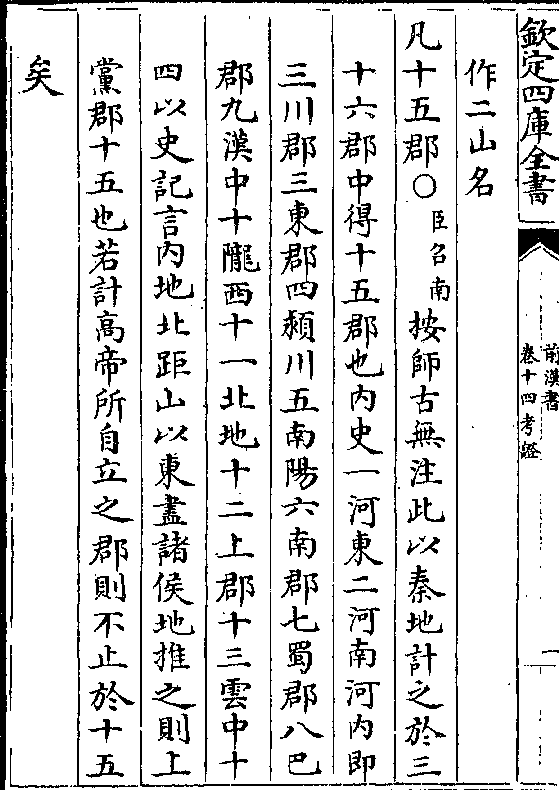 欽定四庫全書
前漢書
卷十四考證
一
作二山名
凡十五郡○臣召南按師古無注此以秦地計之於三
十六郡中得十五郡也內史一河東二河南河內即
三川郡三東郡四潁川五南陽六南郡七蜀郡八巴
郡九漢中十隴西十一北地十二上郡十三雲中十
四以史記言內地北距山以東盡諸侯地推之則上
黨郡十五也若計高帝所自立之郡則不止於十五
矣